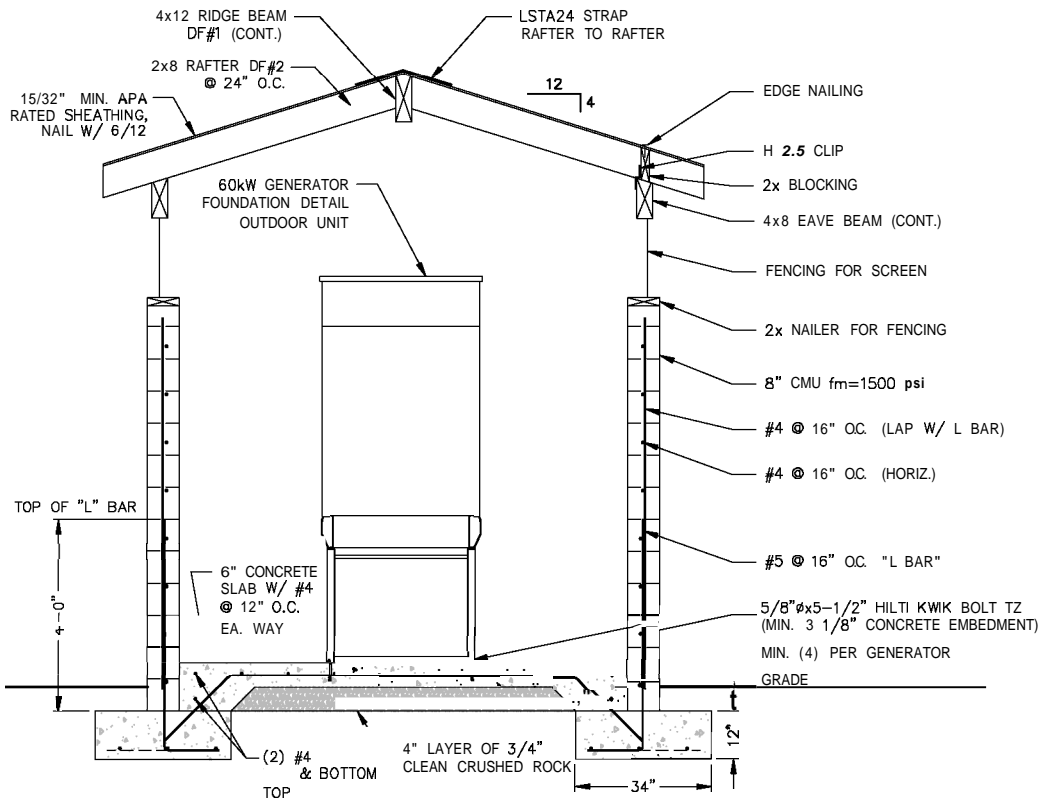 4x12 RIDGE BEAM
DF#1 (CONT.)
LSTA24 STRAP
RAFTER TO RAFTER
2x8 RAFTER DF#2
@ 24" O.C.
12
4
EDGE NAILING
15/32" MIN. APA
RATED SHEATHING,
NAIL W/ 6/12
H 2.5 CLIP
2x BLOCKING
60kW GENERATOR
FOUNDATION DETAIL
OUTDOOR UNIT
4x8 EAVE BEAM (CONT.)
FENCING FOR SCREEN
2x NAILER FOR FENCING
8" CMU fm=1500 psi
#4 @ 16" O.C. (LAP W/ L BAR)
#4 @ 16" O.C. (HORIZ.)
TOP OF "L" BAR
#5 @ 16" O.C. "L BAR"
4'-0"
6" CONCRETE
SLAB W/ #4
@ 12" O.C.
EA. WAY
5/8"øx5-1/2" HILTI KWIK BOLT TZ
(MIN. 3 1/8" CONCRETE EMBEDMENT)
MIN. (4) PER GENERATOR
GRADE
(2) #4
& BOTTOM
TOP
4" LAYER OF 3/4"
CLEAN CRUSHED ROCK
12"
34"